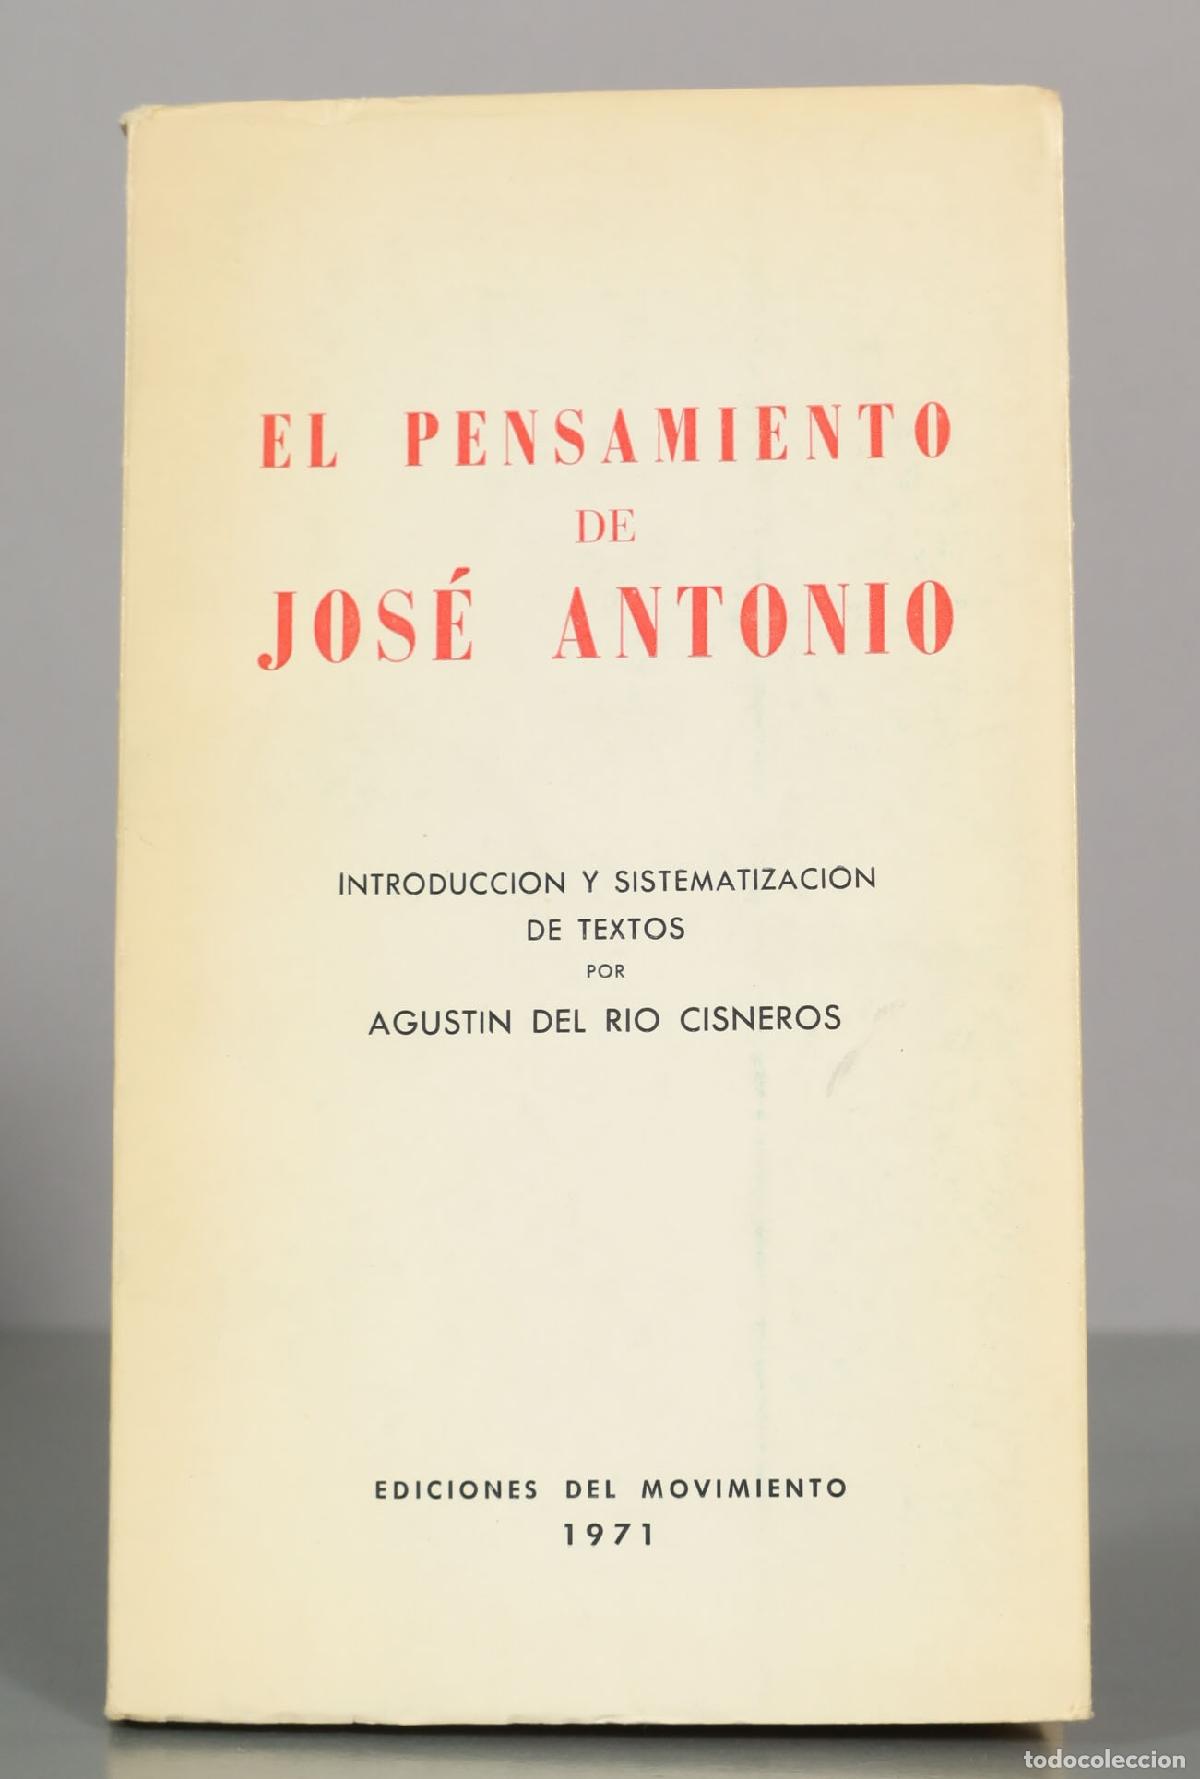 EL PENSAMIENTO
DE
JOSÉ ANTONIO
INTRODUCCION Y SISTEMATIZACION
DE TEXTOS
POR
AGUSTIN DEL RIO CISNEROS
EDICIONES DEL MOVIMIENTO
1971
todocoleccion